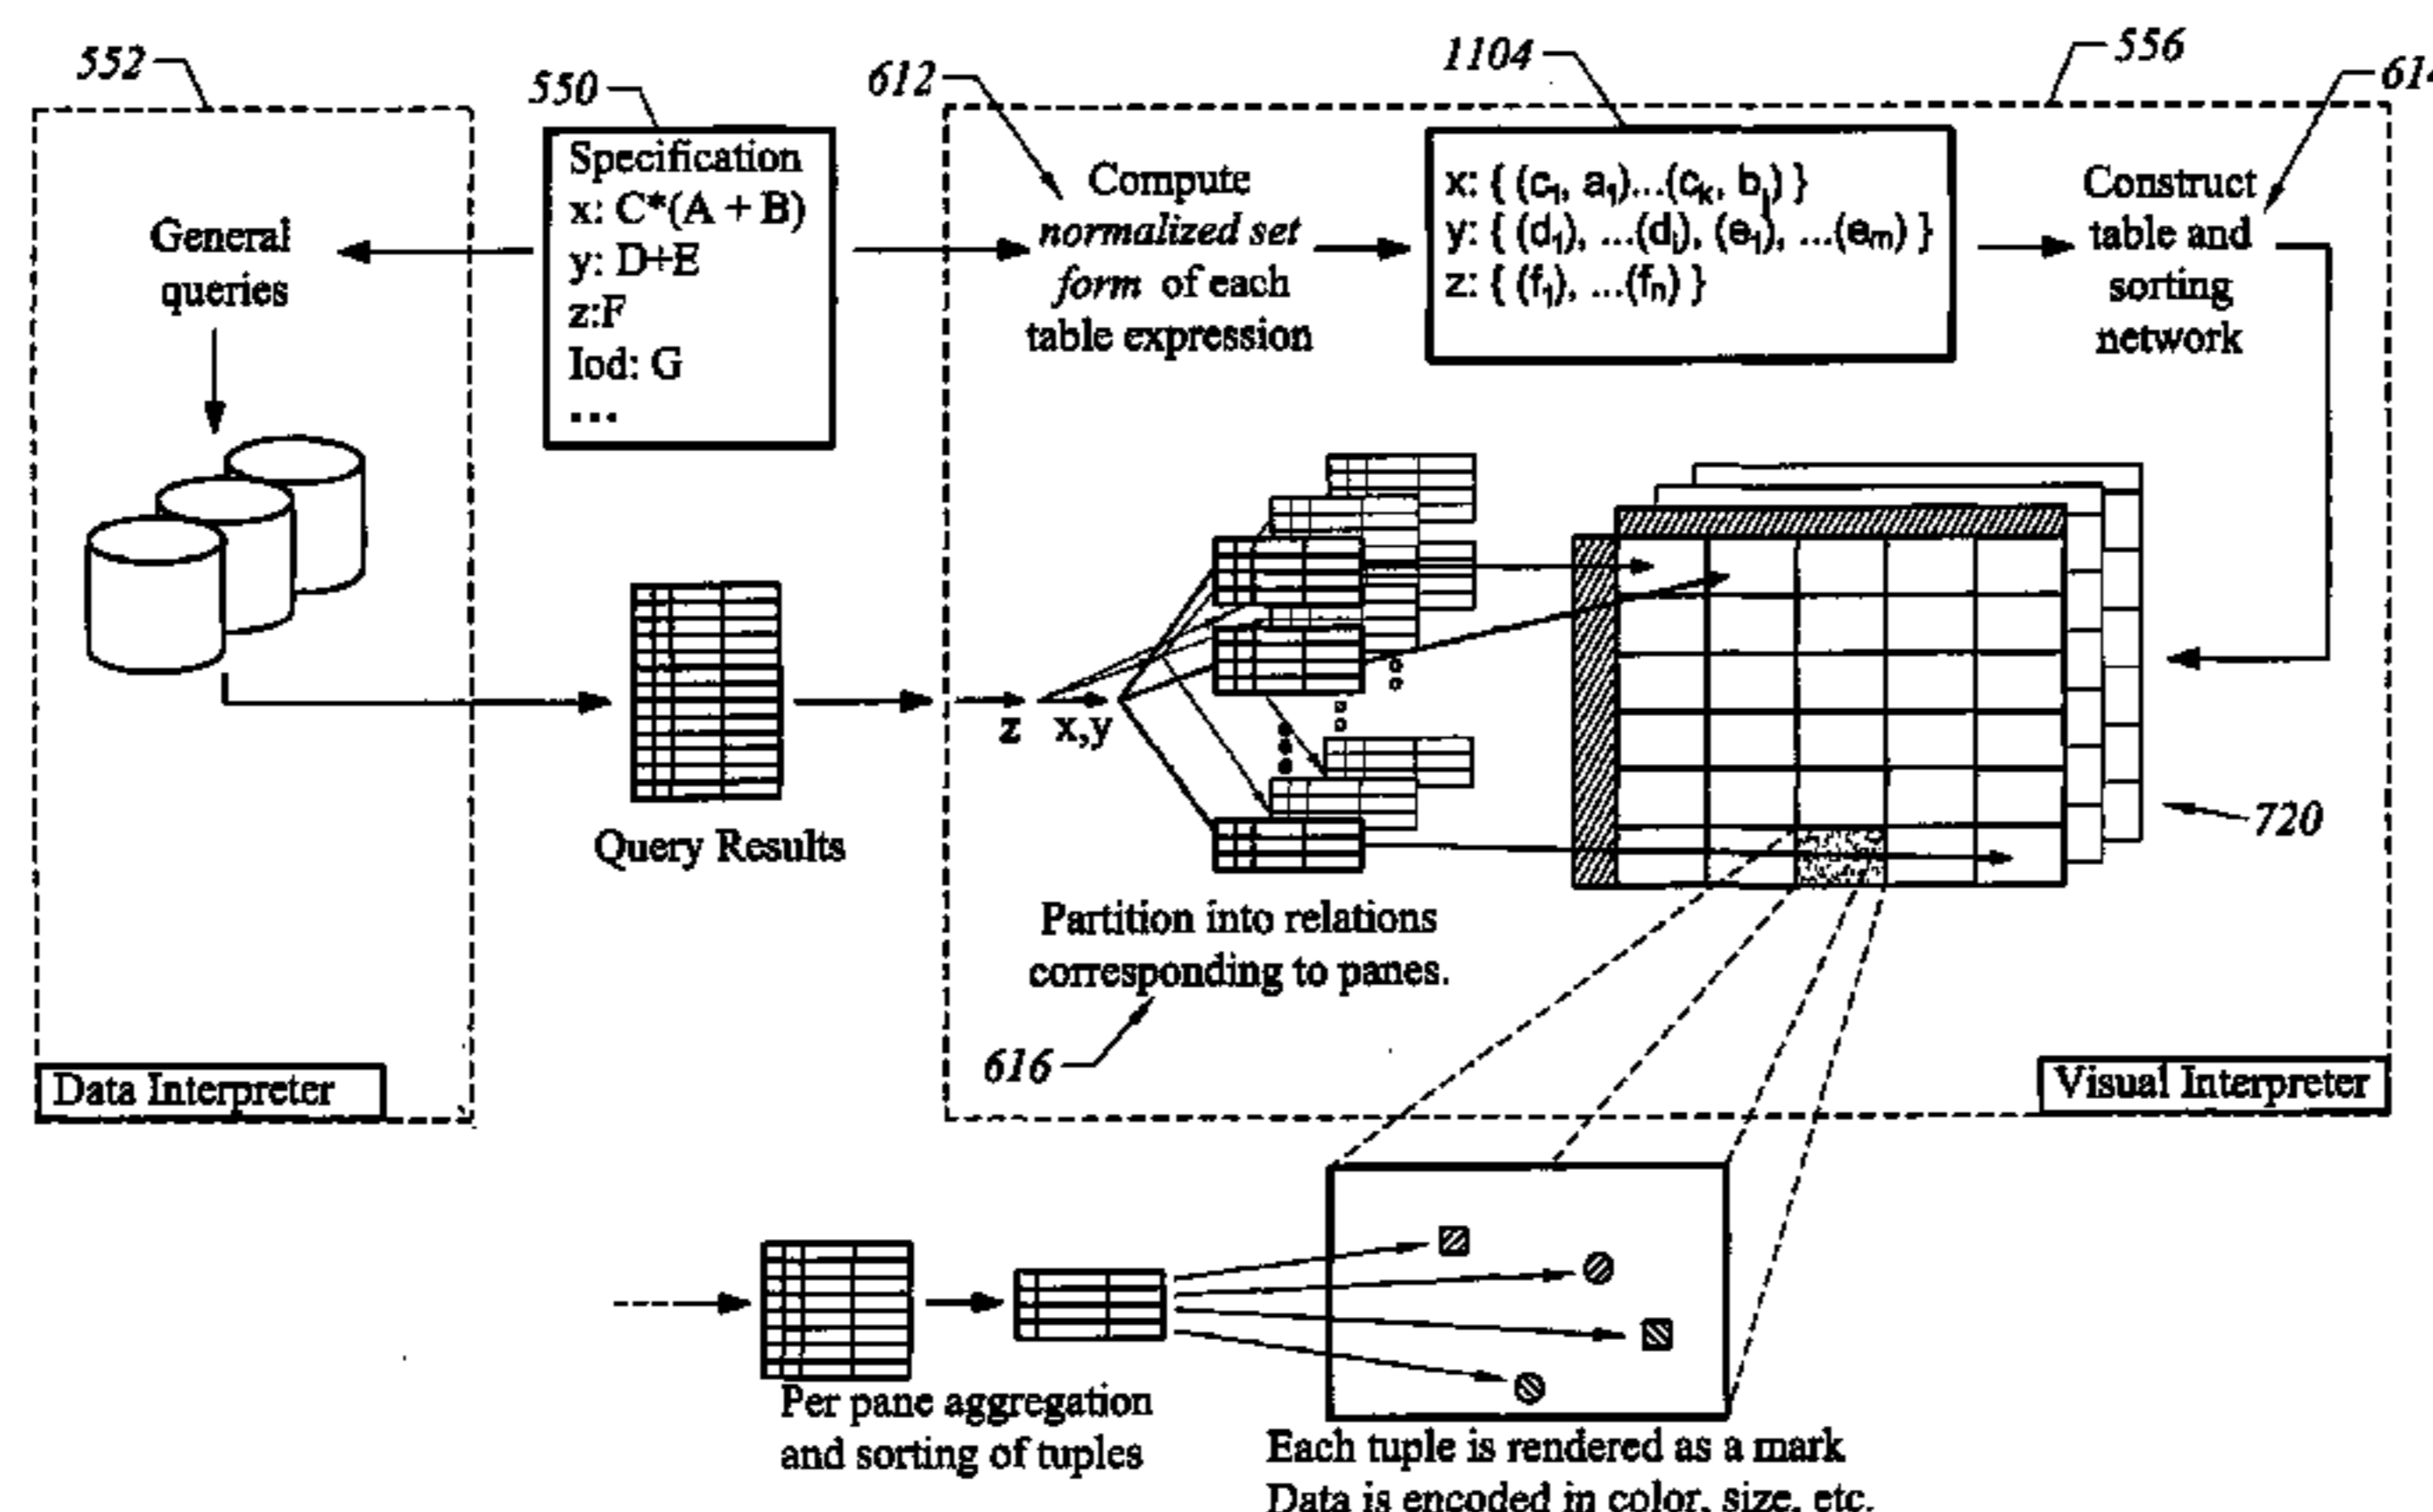 552
550
612
1104
556
614
Specification
x: C*(A + B)
y: D+E
z:F
Iod: G
...
General
queries
Compute
normalized set
form of each
table expression
x: { (c₁, a₁)...(cₖ, bⱼ) }
y: { (d₁), ...(dᵢ), (e₁), ...(eₘ) }
z: { (f₁), ...(fₙ) }
Construct
table and
sorting
network
z x,y
Query Results
720
Partition into relations
corresponding to panes.
616
Data Interpreter
Visual Interpreter
Per pane aggregation
and sorting of tuples
Each tuple is rendered as a mark
Data is encoded in color, size, etc.